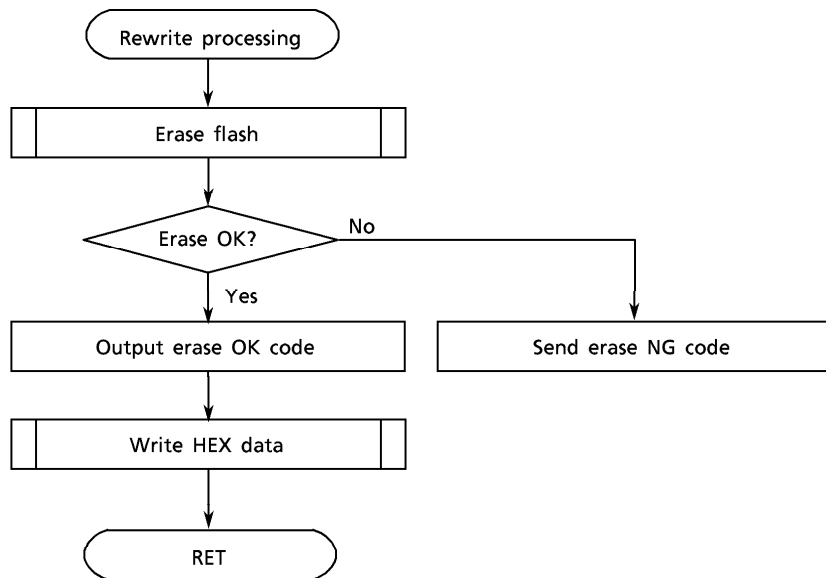 Rewrite processing
Erase flash
Erase OK?
No
Yes
Output erase OK code
Send erase NG code
Write HEX data
RET